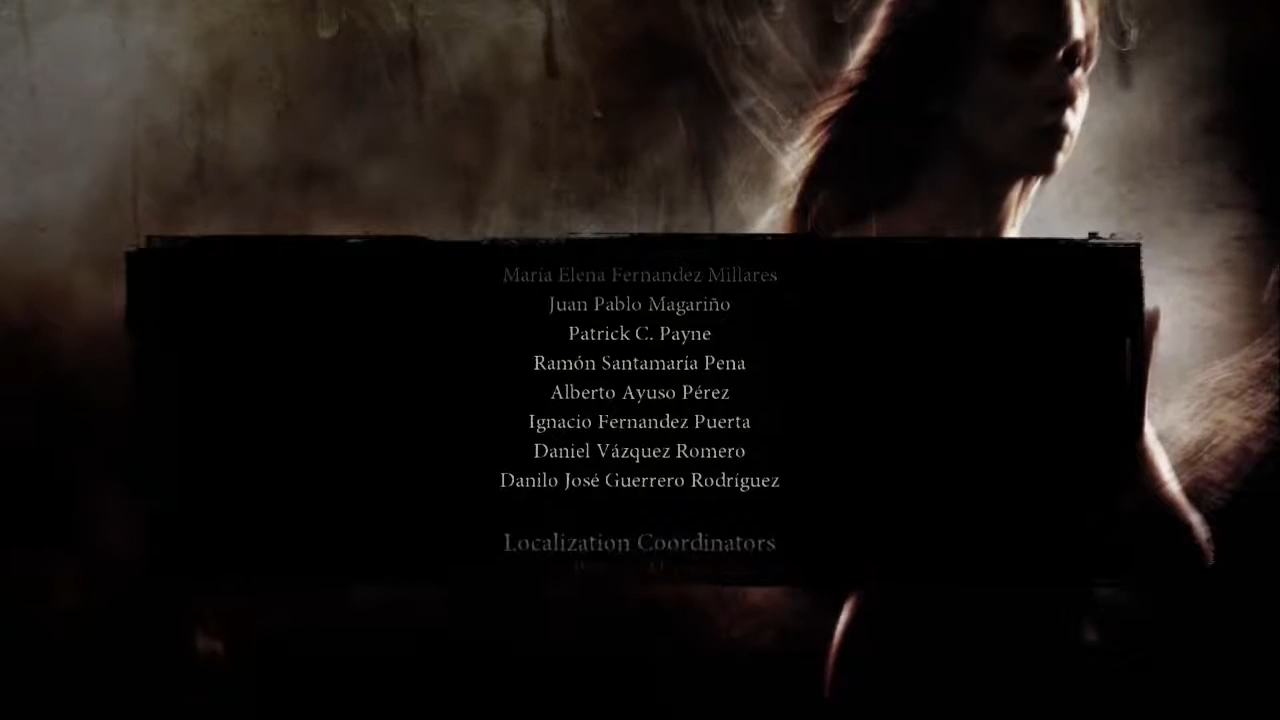 María Elena Fernandez Millares
Juan Pablo Magariño
Patrick C. Payne
Ramón Santamaría Pena
Alberto Ayuso Pérez
Ignacio Fernandez Puerta
Daniel Vázquez Romero
Danilo José Guerrero Rodríguez
Localization Coordinators